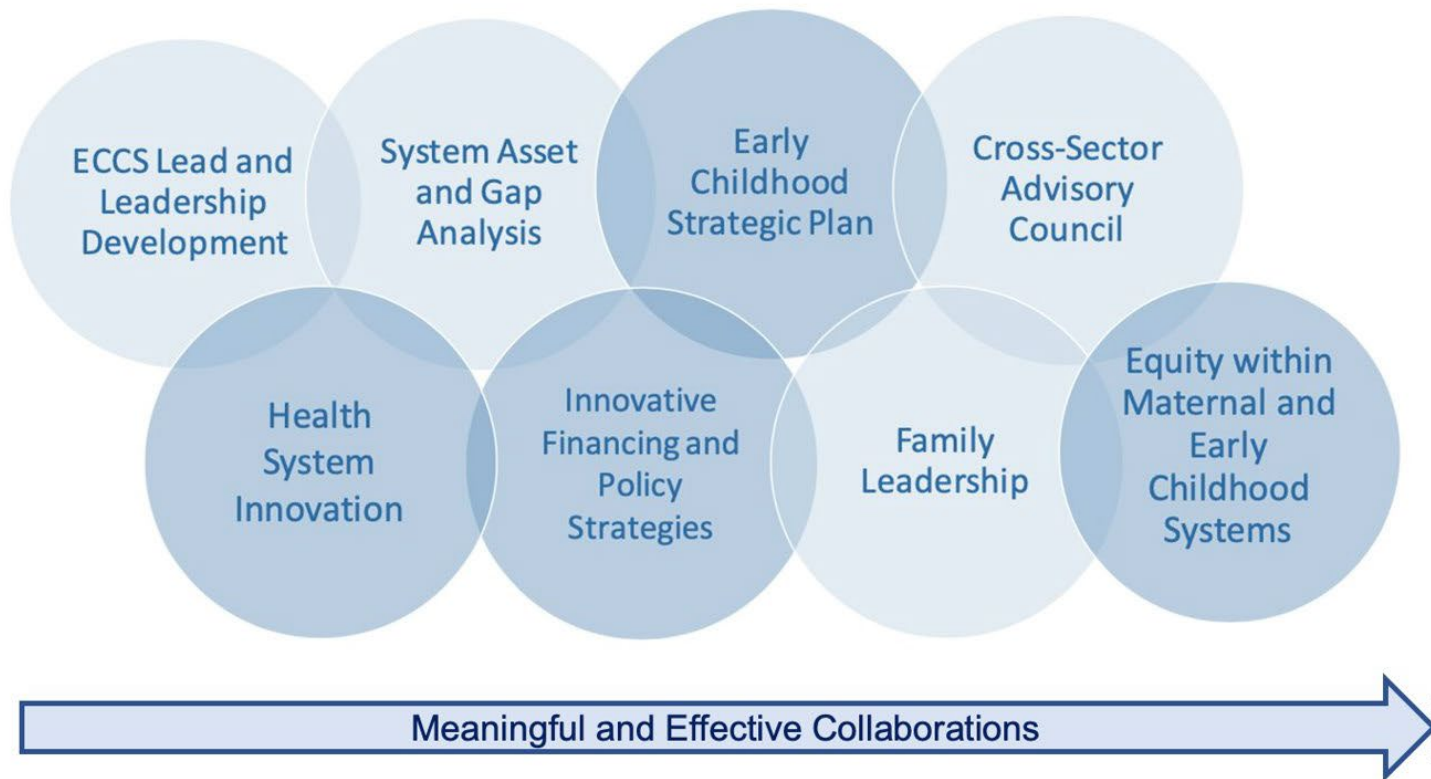 ECCS Lead and
Leadership
Development
System Asset
and Gap
Analysis
Early
Childhood
Strategic Plan
Cross-Sector
Advisory
Council
Health
System
Innovation
Innovative
Financing and
Policy
Strategies
Family
Leadership
Equity within
Maternal and
Early
Childhood
Systems
Meaningful and Effective Collaborations